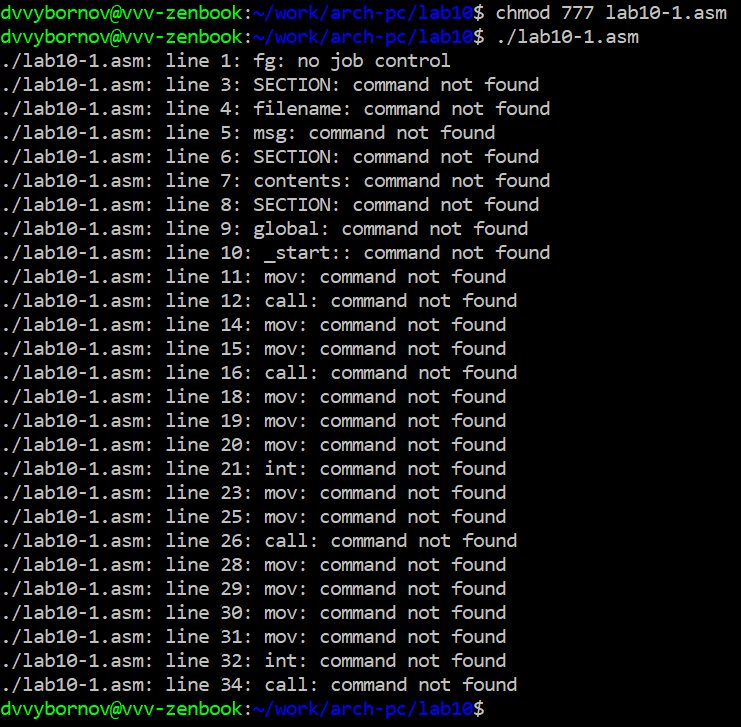 dvvybornov@vvv-zenbook:~/work/arch-pc/lab10$ chmod 777 lab10-1.asm
dvvybornov@vvv-zenbook:~/work/arch-pc/lab10$ ./lab10-1.asm
./lab10-1.asm: line 1: fg: no job control
./lab10-1.asm: line 3: SECTION: command not found
./lab10-1.asm: line 4: filename: command not found
./lab10-1.asm: line 5: msg: command not found
./lab10-1.asm: line 6: SECTION: command not found
./lab10-1.asm: line 7: contents: command not found
./lab10-1.asm: line 8: SECTION: command not found
./lab10-1.asm: line 9: global: command not found
./lab10-1.asm: line 10: _start:: command not found
./lab10-1.asm: line 11: mov: command not found
./lab10-1.asm: line 12: call: command not found
./lab10-1.asm: line 14: mov: command not found
./lab10-1.asm: line 15: mov: command not found
./lab10-1.asm: line 16: call: command not found
./lab10-1.asm: line 18: mov: command not found
./lab10-1.asm: line 19: mov: command not found
./lab10-1.asm: line 20: mov: command not found
./lab10-1.asm: line 21: int: command not found
./lab10-1.asm: line 23: mov: command not found
./lab10-1.asm: line 25: mov: command not found
./lab10-1.asm: line 26: call: command not found
./lab10-1.asm: line 28: mov: command not found
./lab10-1.asm: line 29: mov: command not found
./lab10-1.asm: line 30: mov: command not found
./lab10-1.asm: line 31: mov: command not found
./lab10-1.asm: line 32: int: command not found
./lab10-1.asm: line 34: call: command not found
dvvybornov@vvv-zenbook:~/work/arch-pc/lab10$